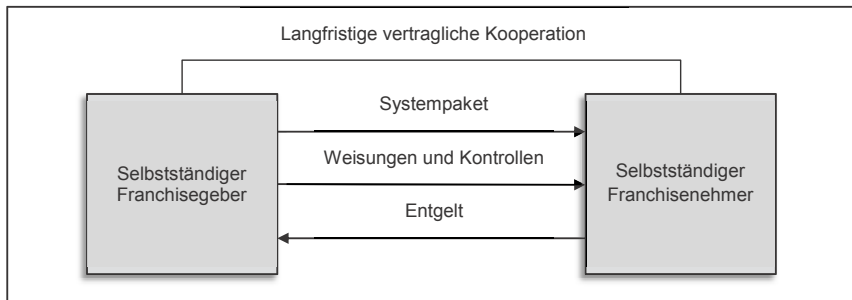 Langfristige vertragliche Kooperation
Systempaket
Weisungen und Kontrollen
Selbstständiger
Franchisegeber
Selbstständiger
Franchisenehmer
Entgelt